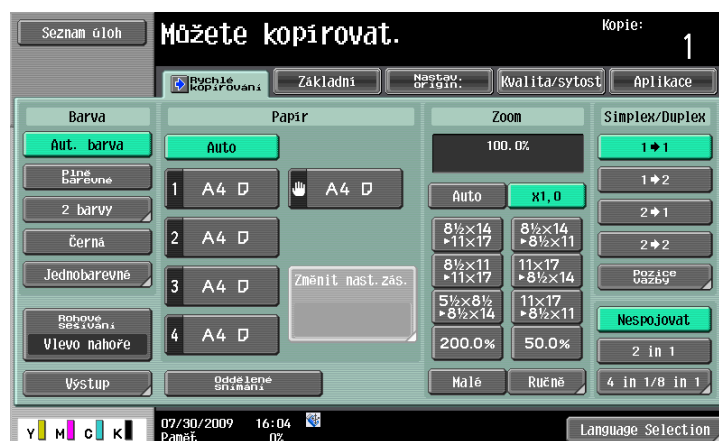 Seznam úloh
Můžete kopírovat.
Kopie:
1
Rychlé kopírování
Základní
Nastav. origin.
Kvalita/sytost
Aplikace
Barva
Papír
Zoom
Simplex/Duplex
Aut. barva
Plně barevné
2 barvy
Černá
Jednobarevné
Rohové sešívání
Vlevo nahoře
Výstup
Auto
1 A4
A4
2 A4
3 A4
4 A4
Změnit nast.zás.
Oddělené snímání
100.0%
Auto
x1,0
8½×14
▸11×17
8½×14
▸8½×11
8½×11
▸11×17
11×17
▸8½×14
5½×8½
▸8½×14
11×17
▸8½×11
200.0%
50.0%
Malé
Ručně
1➧1
1➧2
2➧1
2➧2
Pozice vazby
Nespojovat
2 in 1
4 in 1/8 in 1
Y M C K
07/30/2009 16:04
Paměť 0%
Language Selection